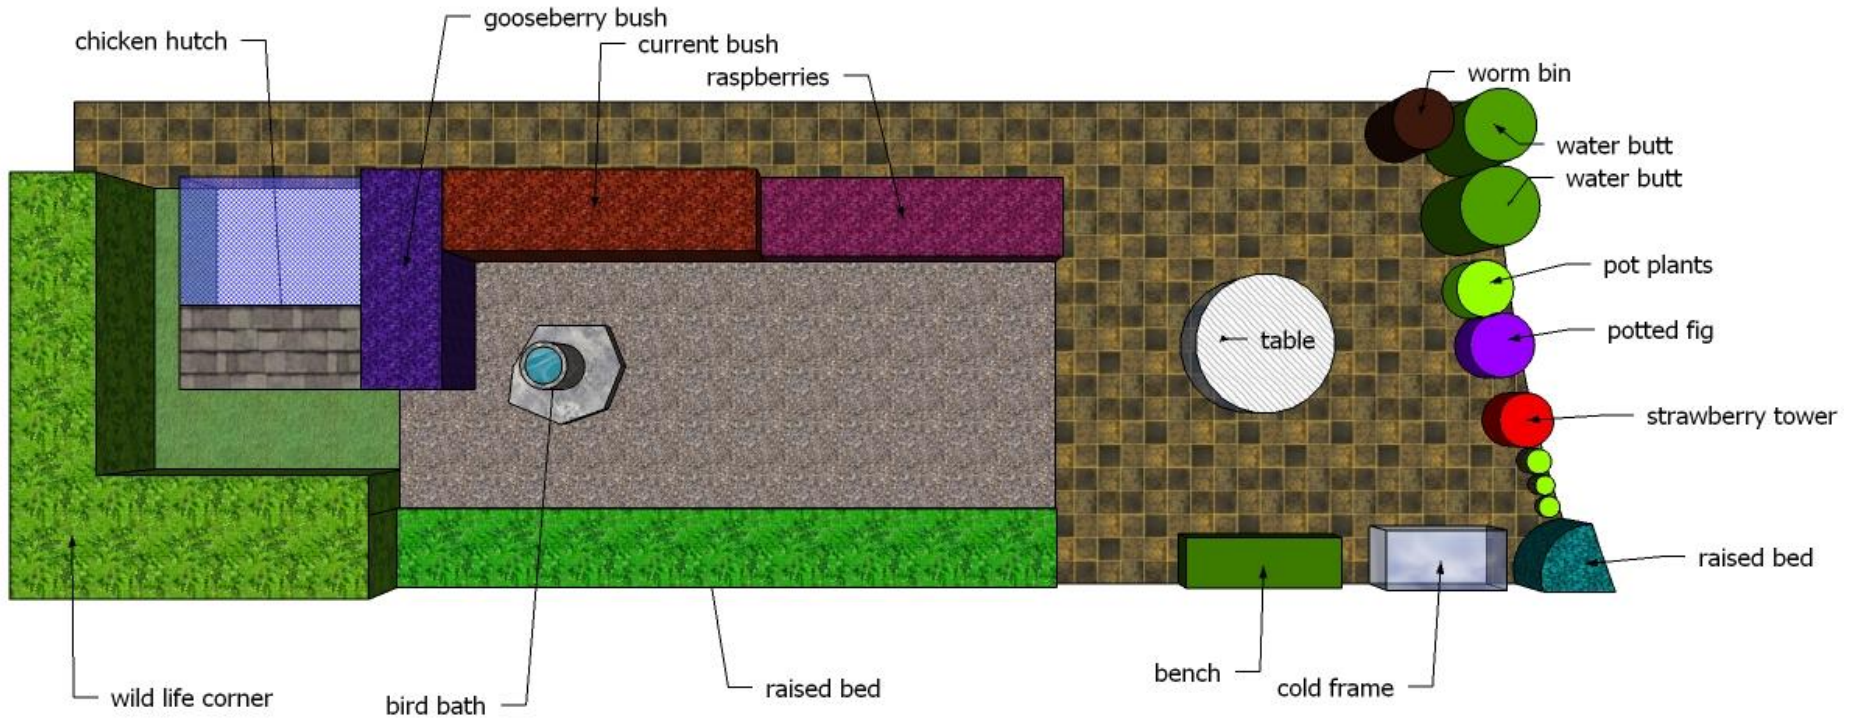 gooseberry bush
chicken hutch
current bush
raspberries
worm bin
water butt
water butt
pot plants
potted fig
table
strawberry tower
raised bed
bench
cold frame
raised bed
wild life corner
bird bath